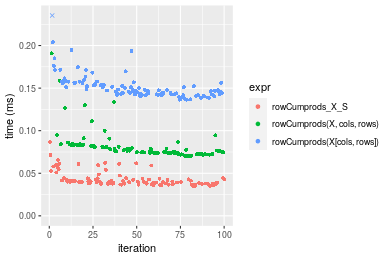 0.20
0.15
0.10
0.05
0.00
time (ms)
0
25
50
75
100
iteration
expr
rowCumprods_X_S
rowCumprods(X, cols, rows)
rowCumprods(X[cols, rows])